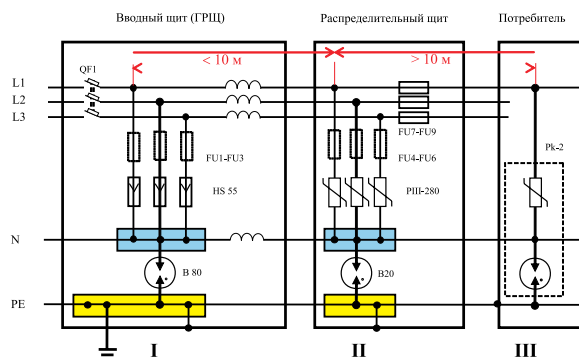 Вводный щит (ГРЩ)
Распределительный щит
Потребитель
< 10 м
> 10 м
QF1
L1
L2
L3
FU7-FU9
FU1-FU3
FU4-FU6
Pk-2
HS 55
PIII-280
N
B 80
B20
PE
I
II
III